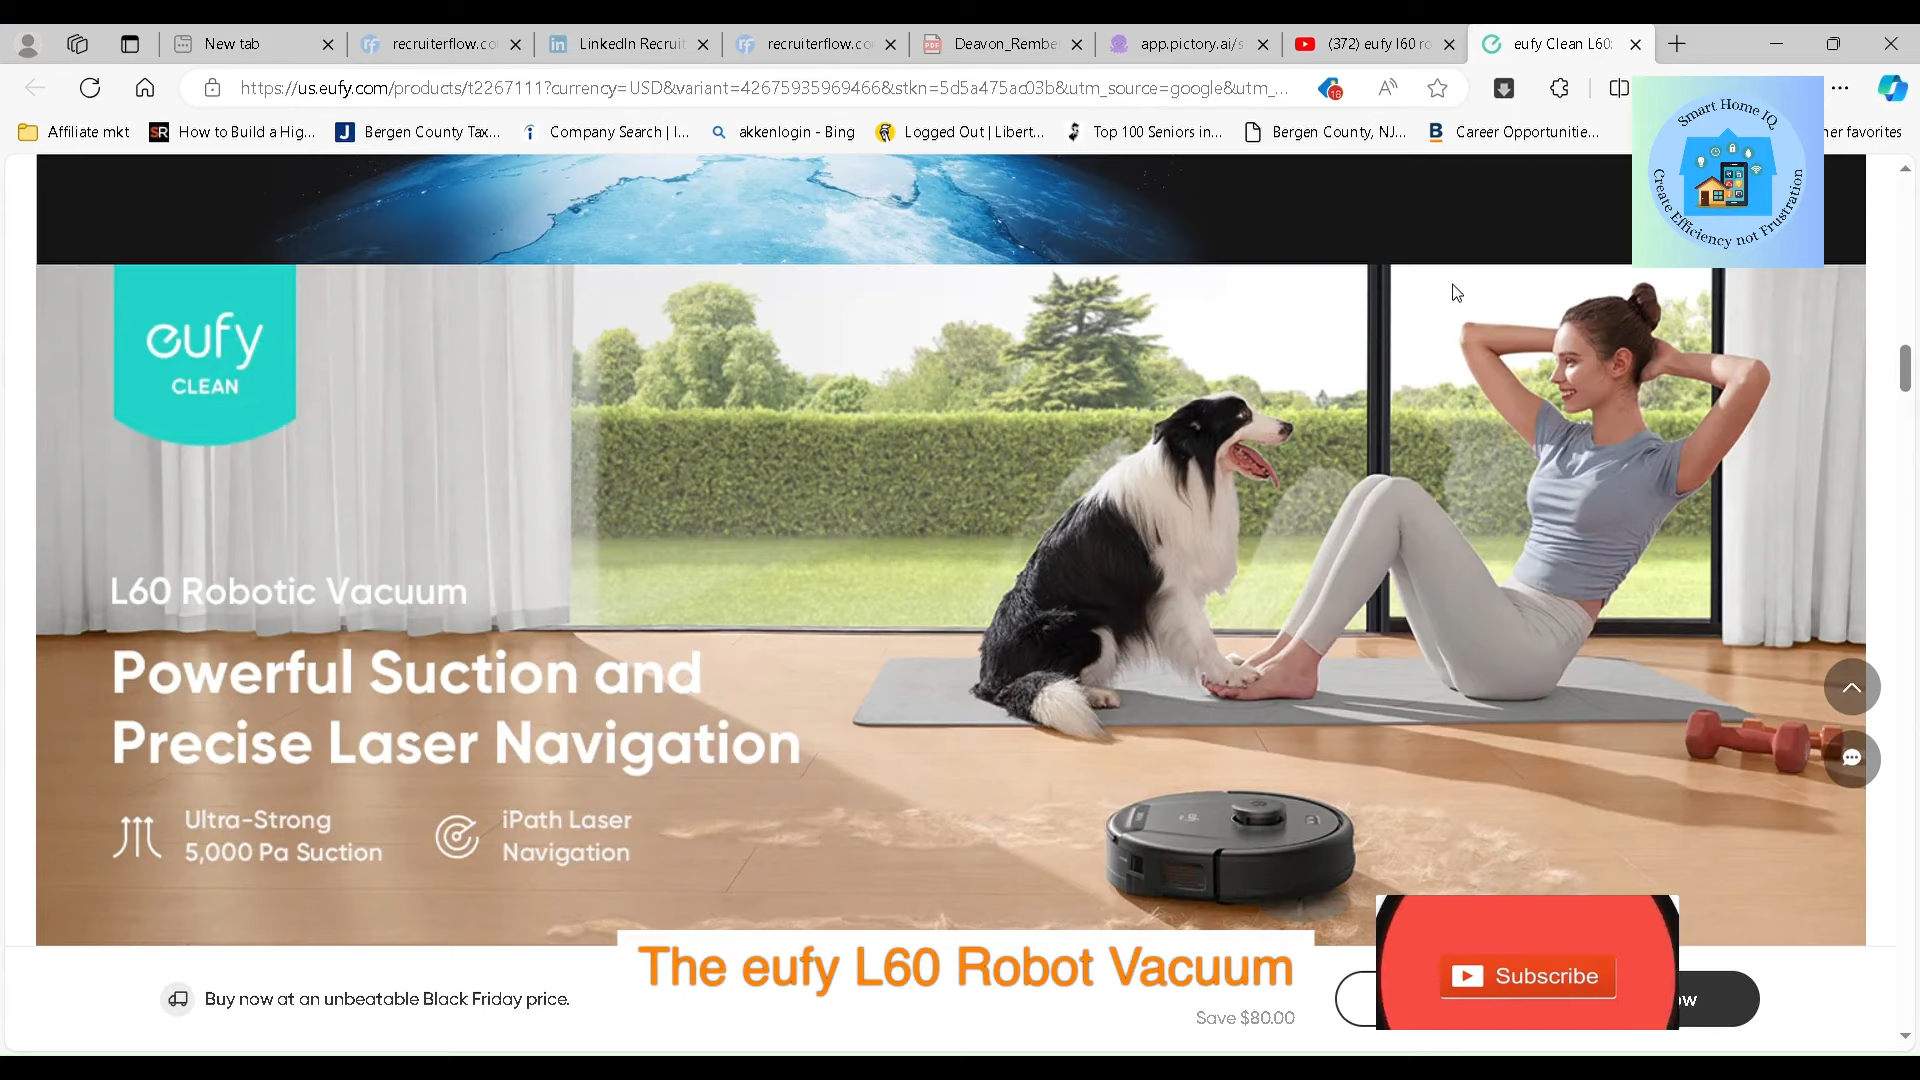 New tab
recruiterflow.co
LinkedIn Recruit
recruiterflow.co
Deavon_Rembe
app.pictory.ai/s
(372) eufy l60 ro
eufy Clean L60:
https://us.eufy.com/products/t2267111?currency=USD&variant=42675935969466&stkn=5d5a475ac03b&utm_source=google&utm_...
18
Affiliate mkt
How to Build a Hig...
Bergen County Tax...
Company Search | I...
akkenlogin - Bing
Logged Out | Libert...
Top 100 Seniors in...
Bergen County, NJ...
Career Opportunitie...
her favorites
Smart Home IQ
Create Efficiency not Frustration
eufy
CLEAN
L60 Robotic Vacuum
Powerful Suction and
Precise Laser Navigation
Ultra-Strong
5,000 Pa Suction
iPath Laser
Navigation
The eufy L60 Robot Vacuum
Subscribe
Buy now at an unbeatable Black Friday price.
ow
Save $80.00